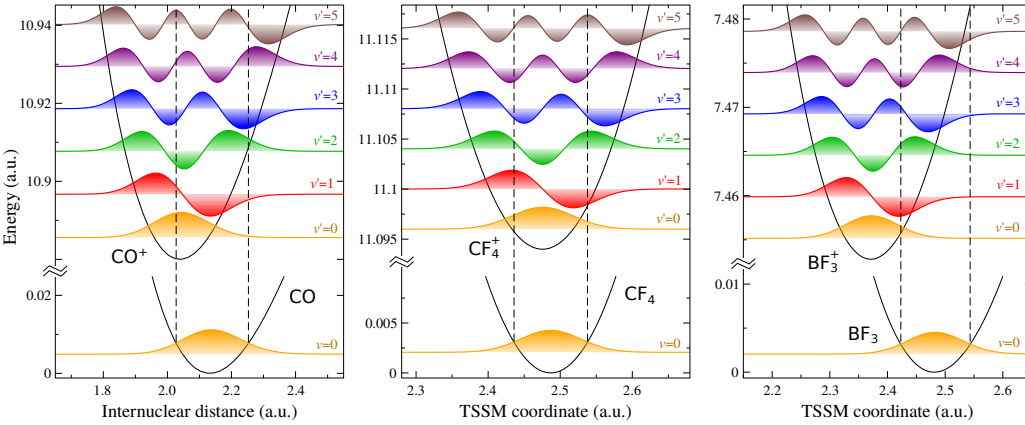 Energy (a.u.)
10.94
10.92
10.9
0.02
0
v'=5
v'=4
v'=3
v'=2
v'=1
v'=0
CO⁺
CO
v=0
1.8
2.0
2.2
2.4
Internuclear distance (a.u.)
11.115
11.11
11.105
11.1
11.095
0.005
0
v'=5
v'=4
v'=3
v'=2
v'=1
v'=0
CF₄⁺
CF₄
v=0
2.3
2.4
2.5
2.6
TSSM coordinate (a.u.)
7.48
7.47
7.46
0.01
0
v'=5
v'=4
v'=3
v'=2
v'=1
v'=0
BF₃⁺
BF₃
v=0
2.2
2.3
2.4
2.5
2.6
TSSM coordinate (a.u.)